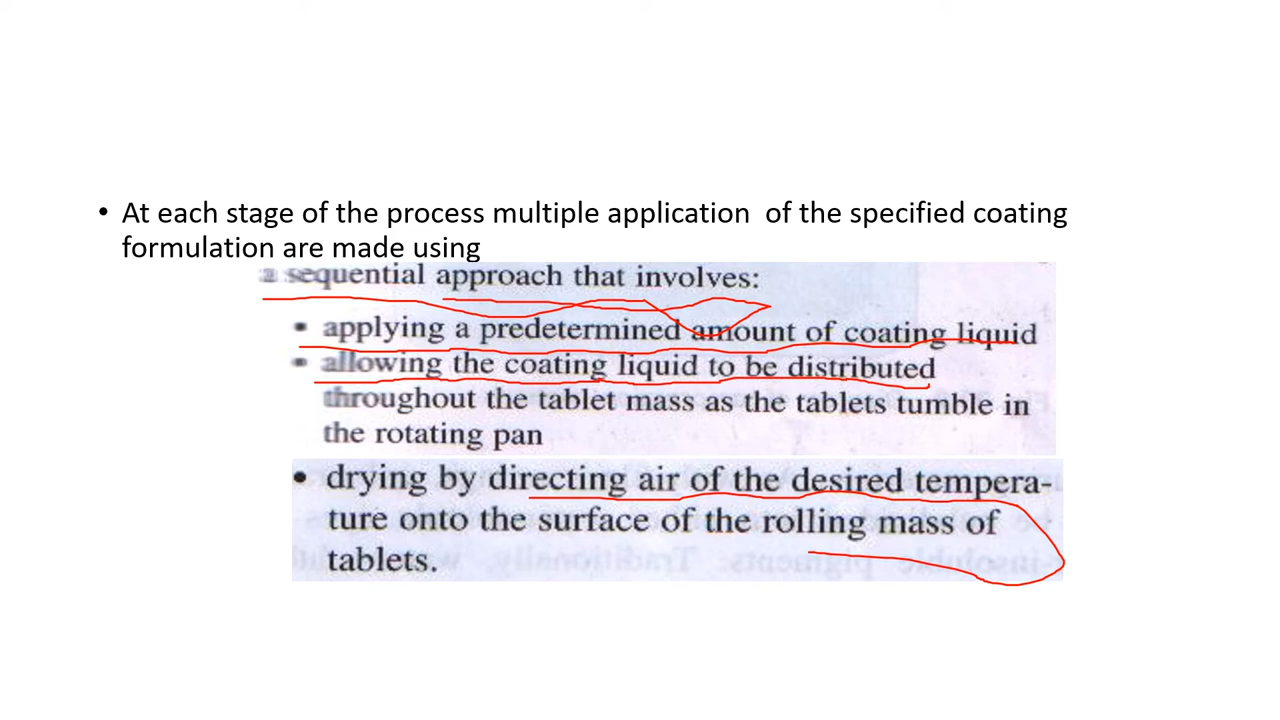 • At each stage of the process multiple application of the specified coating
formulation are made using
a sequential approach that involves:
• applying a predetermined amount of coating liquid
• allowing the coating liquid to be distributed
throughout the tablet mass as the tablets tumble in
the rotating pan
• drying by directing air of the desired tempera-
ture onto the surface of the rolling mass of
tablets.